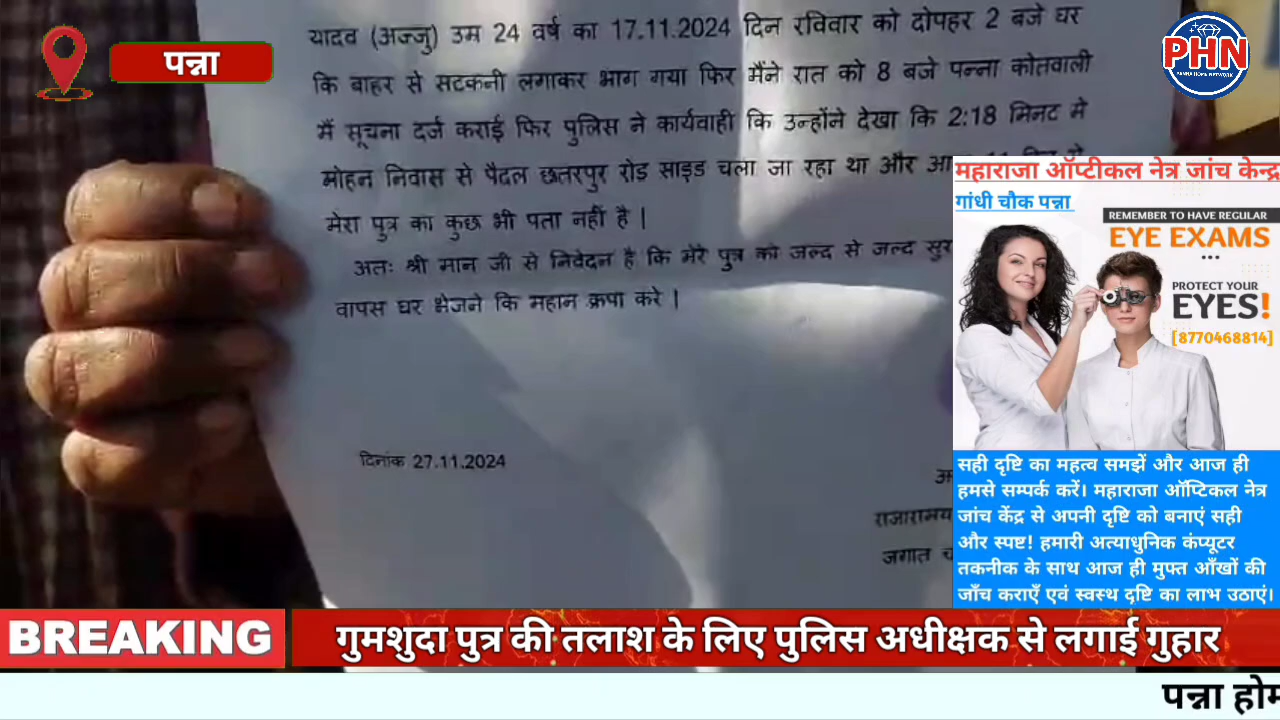 पन्ना
PHN
PANNA HOME NETWORK
यादव (अज्जु) उम 24 वर्ष का 17.11.2024 दिन रविवार को दोपहर 2 बजे घर
कि बाहर से सटकनी लगाकर भाग गया फिर मैंने रात को 8 बजे पन्ना कोतवाली
मैं सूचना दर्ज कराई फिर पुलिस ने कार्यवाही कि उन्होंने देखा कि 2:18 मिनट मे
मोहन निवास से पैदल छतरपुर रोड़ साइड चला जा रहा था और
मेरा पुत्र का कुछ भी पता नहीं है |
अतः श्री मान जी से निवेदन है कि मेरे पुत्र को जल्द से जल्द
वापस घर भेजने कि महान क्रपा करे |
दिनांक 27.11.2024
महाराजा ऑप्टीकल नेत्र जांच केन्द्र
गांधी चौक पन्ना
REMEMBER TO HAVE REGULAR
EYE EXAMS
PROTECT YOUR
EYES!
[8770468814]
सही दृष्टि का महत्व समझें और आज ही
हमसे सम्पर्क करें। महाराजा ऑप्टिकल नेत्र
जांच केंद्र से अपनी दृष्टि को बनाएं सही
और स्पष्ट! हमारी अत्याधुनिक कंप्यूटर
तकनीक के साथ आज ही मुफ्त आँखों की
जाँच कराएँ एवं स्वस्थ दृष्टि का लाभ उठाएं।
BREAKING
गुमशुदा पुत्र की तलाश के लिए पुलिस अधीक्षक से लगाई गुहार
पन्ना